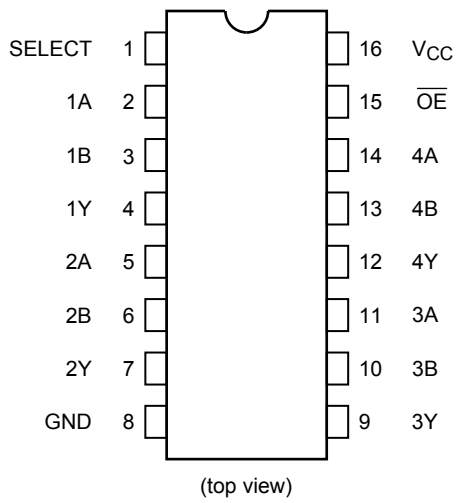 SELECT 1 16 VCC
1A 2 15 O̅E̅
1B 3 14 4A
1Y 4 13 4B
2A 5 12 4Y
2B 6 11 3A
2Y 7 10 3B
GND 8 9 3Y
(top view)